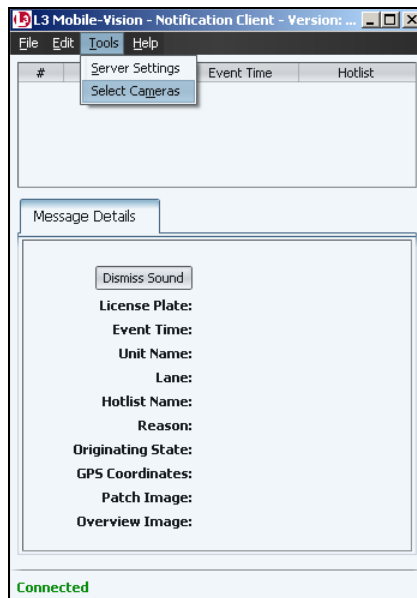 L3 Mobile-Vision - Notification Client - Version: ...
File Edit Tools Help
# Event Time Hotlist
Server Settings
Select Cameras
Message Details
Dismiss Sound
License Plate:
Event Time:
Unit Name:
Lane:
Hotlist Name:
Reason:
Originating State:
GPS Coordinates:
Patch Image:
Overview Image:
Connected